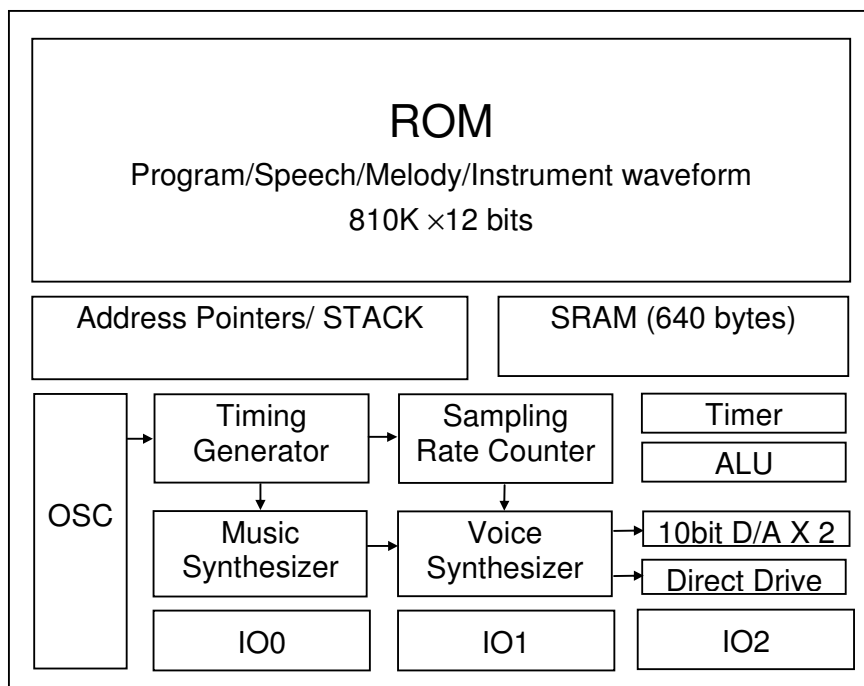 ROM
Program/Speech/Melody/Instrument waveform
810K ×12 bits
Address Pointers/ STACK
SRAM (640 bytes)
OSC
Timing
Generator
Sampling
Rate Counter
Timer
ALU
Music
Synthesizer
Voice
Synthesizer
10bit D/A X 2
Direct Drive
IO0
IO1
IO2